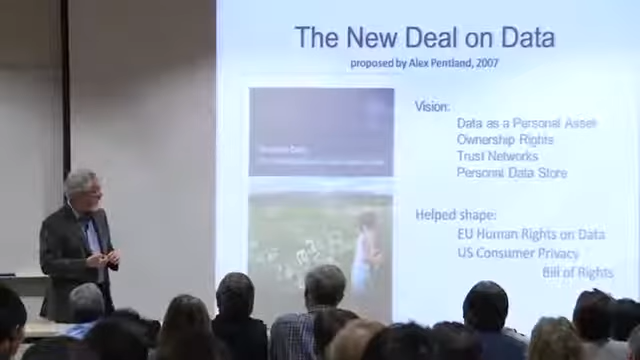 The New Deal on Data
proposed by Alex Pentland, 2007
Vision:
Data as a Personal Asset
Ownership Rights
Trust Networks
Personal Data Store
Helped shape:
EU Human Rights on Data
US Consumer Privacy
Bill of Rights